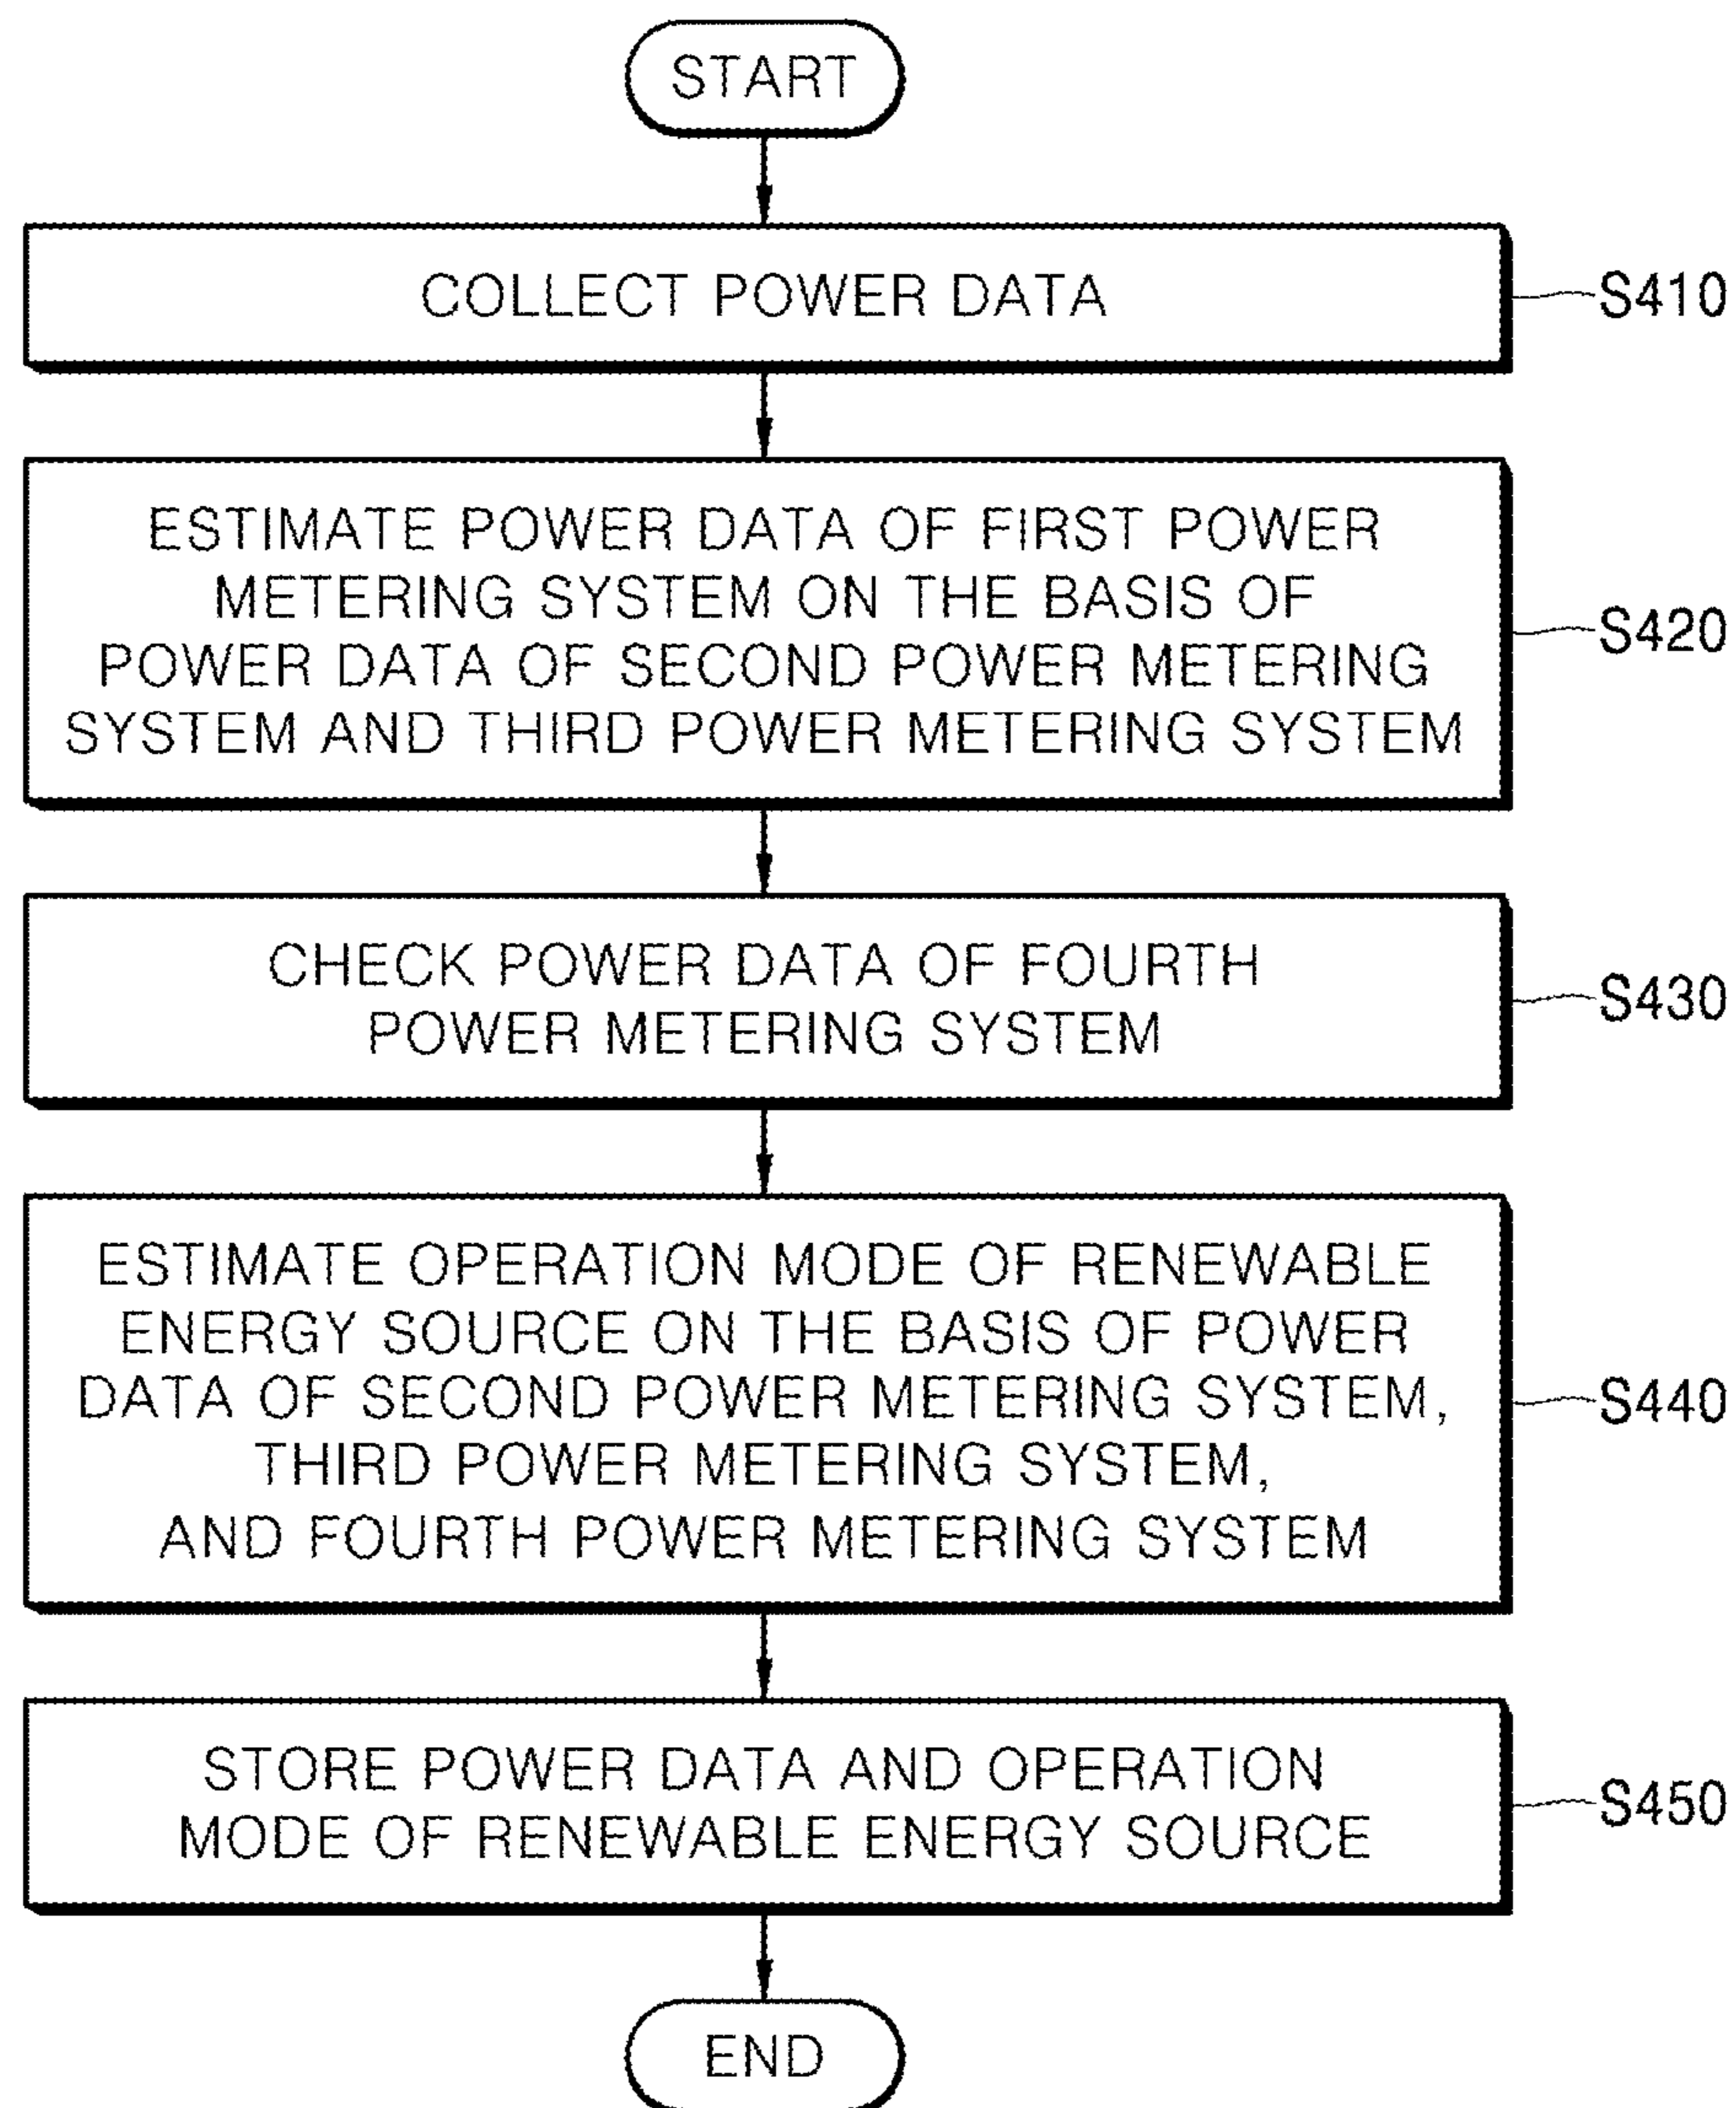 START
COLLECT POWER DATA
S410
ESTIMATE POWER DATA OF FIRST POWER
METERING SYSTEM ON THE BASIS OF
POWER DATA OF SECOND POWER METERING
SYSTEM AND THIRD POWER METERING SYSTEM
S420
CHECK POWER DATA OF FOURTH
POWER METERING SYSTEM
S430
ESTIMATE OPERATION MODE OF RENEWABLE
ENERGY SOURCE ON THE BASIS OF POWER
DATA OF SECOND POWER METERING SYSTEM,
THIRD POWER METERING SYSTEM,
AND FOURTH POWER METERING SYSTEM
S440
STORE POWER DATA AND OPERATION
MODE OF RENEWABLE ENERGY SOURCE
S450
END